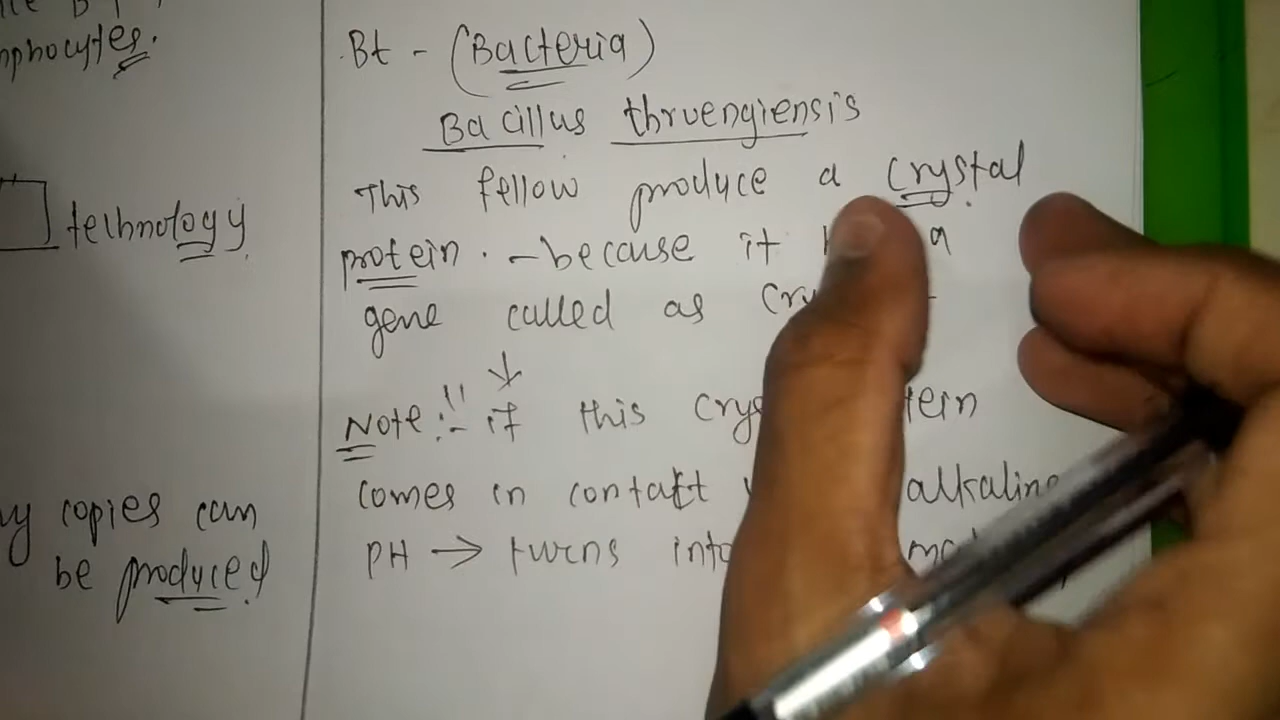 technology
copies can
be produced
Bt - (Bacteria)
Bacillus thruengiensis
This fellow produce a crystal
protein. - because it a
gene called as
Note :- if this
comes in contact alkaline
PH → turns into